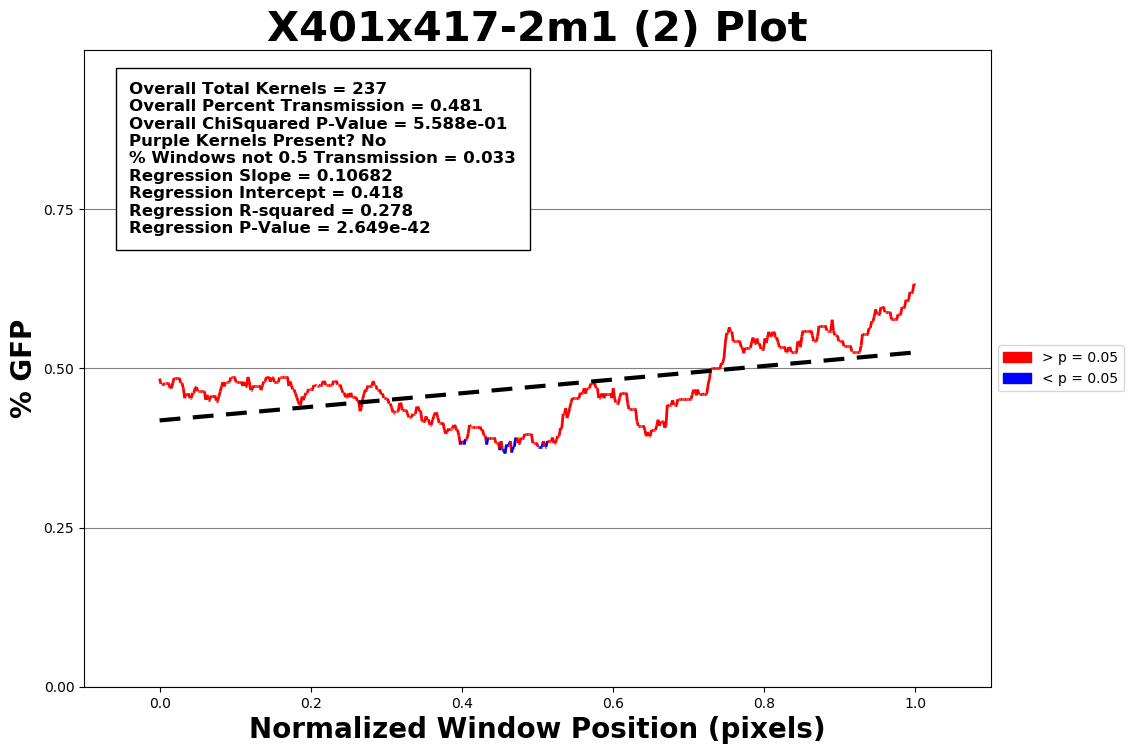 X401x417-2m1 (2) Plot
Overall Total Kernels = 237
Overall Percent Transmission = 0.481
Overall ChiSquared P-Value = 5.588e-01
Purple Kernels Present? No
% Windows not 0.5 Transmission = 0.033
Regression Slope = 0.10682
Regression Intercept = 0.418
Regression R-squared = 0.278
Regression P-Value = 2.649e-42
% GFP
0.75
0.50
0.25
0.00
0.0 0.2 0.4 0.6 0.8 1.0
Normalized Window Position (pixels)
> p = 0.05
< p = 0.05